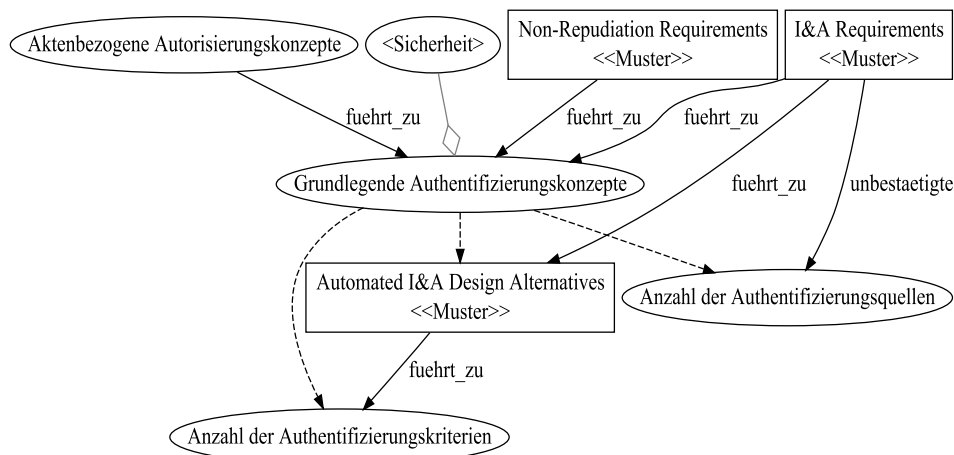 Aktenbezogene Autorisierungskonzepte
<Sicherheit>
Non-Repudiation Requirements
<<Muster>>
I&A Requirements
<<Muster>>
fuehrt_zu
fuehrt_zu
fuehrt_zu
Grundlegende Authentifizierungskonzepte
fuehrt_zu
unbestaetigte
Automated I&A Design Alternatives
<<Muster>>
Anzahl der Authentifizierungsquellen
fuehrt_zu
Anzahl der Authentifizierungskriterien